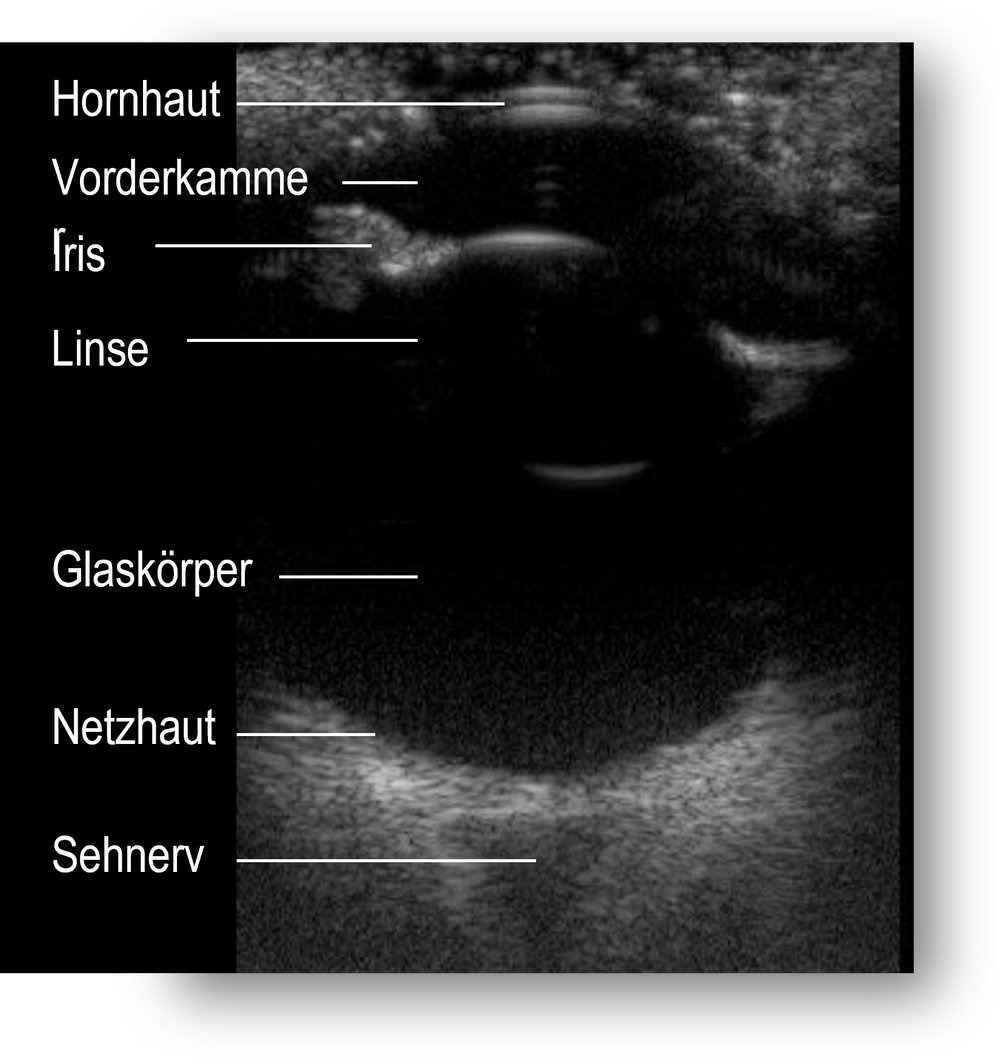 Hornhaut
Vorderkamme
r
Iris
Linse
Glaskörper
Netzhaut
Sehnerv